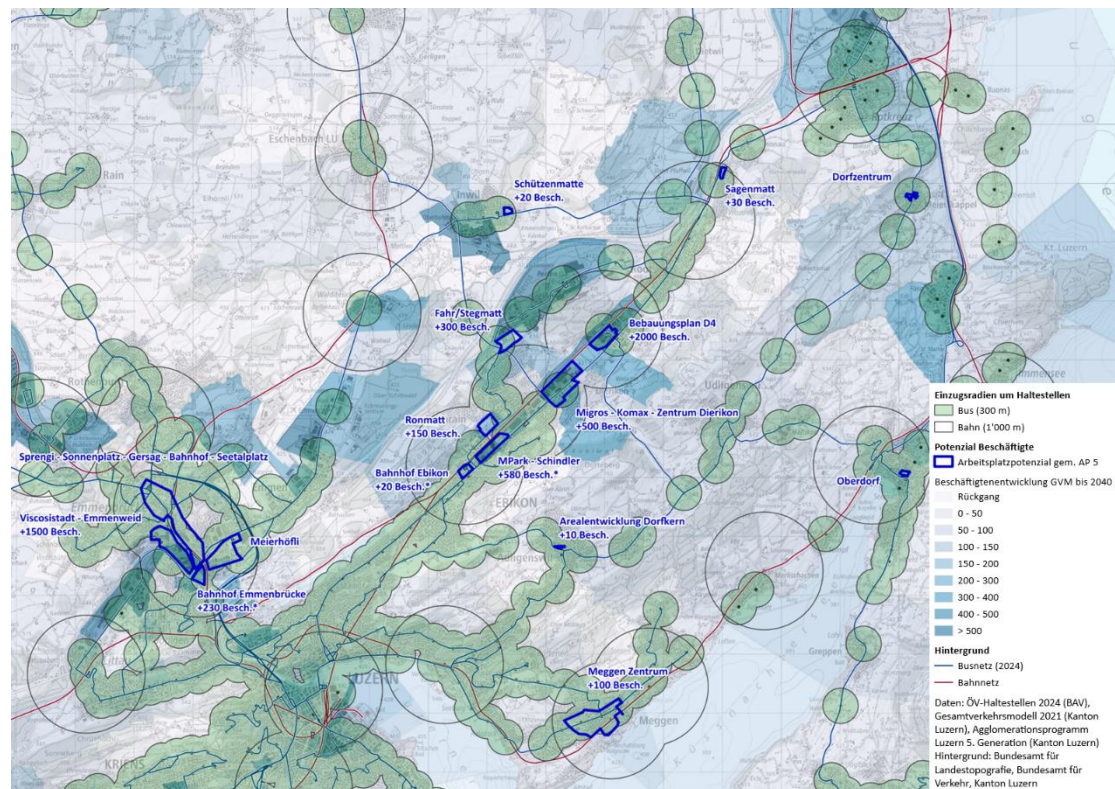 Rain
Eschenbach LU
Inwil
Dietwil
Schützenmatte
+20 Besch.
Sagenmatt
+30 Besch.
Dorfzentrum
Kt. Luzern
Fahr/Stegmatt
+300 Besch.
Bebauungsplan D4
+2000 Besch.
Udligenswil
Migros - Komax - Zentrum Dierikon
+500 Besch.
Ronmatt
+150 Besch.
MPark - Schindler
+580 Besch.*
Bahnhof Ebikon
+20 Besch.*
EBIKON
Oberdorf
Sprengi - Sonnenplatz - Gersag - Bahnhof - Seetalplatz
Viscosistadt - Emmenweid
+1500 Besch.
Meierhöfli
Bahnhof Emmenbrücke
+230 Besch.*
Arealentwicklung Dorfkern
+10 Besch.
Greppen
Meggen Zentrum
+100 Besch.
Meggen
LUZERN
KRIENS
Einzugsradien um Haltestellen
Bus (300 m)
Bahn (1'000 m)
Potenzial Beschäftigte
Arbeitsplatzpotenzial gem. AP 5
Beschäftigtenentwicklung GVM bis 2040
Rückgang
0 - 50
50 - 100
100 - 150
150 - 200
200 - 300
300 - 400
400 - 500
> 500
Hintergrund
Busnetz (2024)
Bahnnetz
Daten: ÖV-Haltestellen 2024 (BAV),
Gesamtverkehrsmodell 2021 (Kanton
Luzern), Agglomerationsprogramm
Luzern 5. Generation (Kanton Luzern)
Hintergrund: Bundesamt für
Landestopografie, Bundesamt für
Verkehr, Kanton Luzern